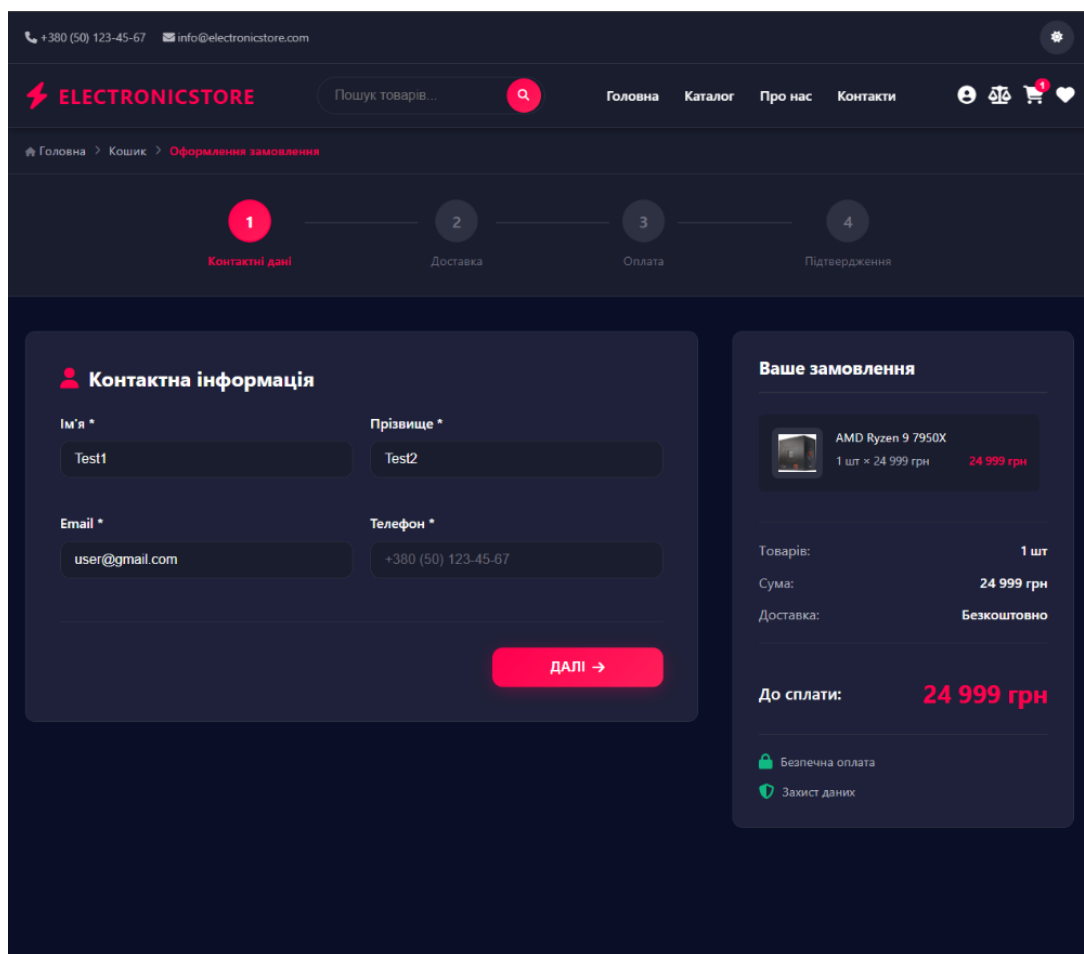 +380 (50) 123-45-67 info@electronicstore.com
ELECTRONICSTORE Пошук товарів... Головна Каталог Про нас Контакти 1
Головна > Кошик > Оформлення замовлення
1 2 3 4
Контактні дані Доставка Оплата Підтвердження
Контактна інформація
Ім'я * Прізвище *
Test1 Test2
Email * Телефон *
user@gmail.com +380 (50) 123-45-67
ДАЛІ →
Ваше замовлення
AMD Ryzen 9 7950X
1 шт × 24 999 грн 24 999 грн
Товарів: 1 шт
Сума: 24 999 грн
Доставка: Безкоштовно
До сплати: 24 999 грн
Безпечна оплата
Захист даних